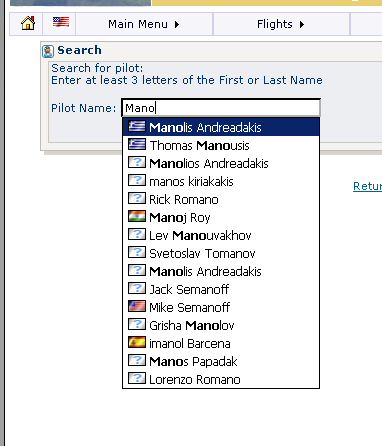 Main Menu Flights
Search
Search for pilot:
Enter at least 3 letters of the First or Last Name
Pilot Name: Mano
Manolis Andreadakis
Thomas Manousis
Manolios Andreadakis
manos kiriakakis
Rick Romano
Manoj Roy
Lev Manouvakhov
Svetoslav Tomanov
Manolis Andreadakis
Jack Semanoff
Mike Semanoff
Grisha Manolov
imanol Barcena
Manos Papadak
Lorenzo Romano
Retur